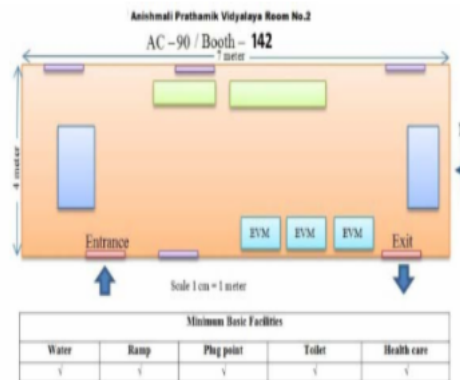 Aninhmali Prathamik Vidyalaya Room No.2
AC – 90 / Booth – 142
7 meter
4 meter
EVM EVM EVM
Entrance
Exit
Scale 1 cm = 1 meter
Minimum Basic Facilities
Water Ramp Plug point Toilet Health care
√ √ √ √ √